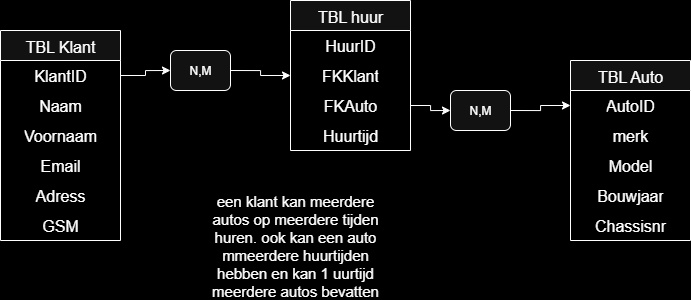 TBL Klant
KlantID
Naam
Voornaam
Email
Adress
GSM
N,M
TBL huur
HuurID
FKKlant
FKAuto
Huurtijd
N,M
TBL Auto
AutoID
merk
Model
Bouwjaar
Chassisnr
een klant kan meerdere
autos op meerdere tijden
huren. ook kan een auto
mmeerdere huurtijden
hebben en kan 1 uurtijd
meerdere autos bevatten